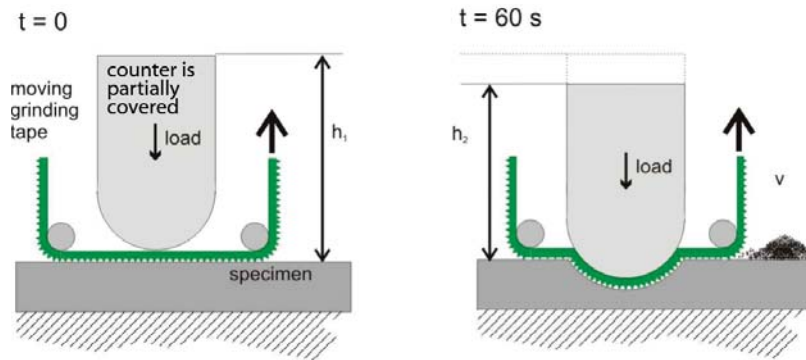 t = 0
counter is
partially
covered
moving
grinding
tape
load
h₁
specimen
t = 60 s
h₂
load
v